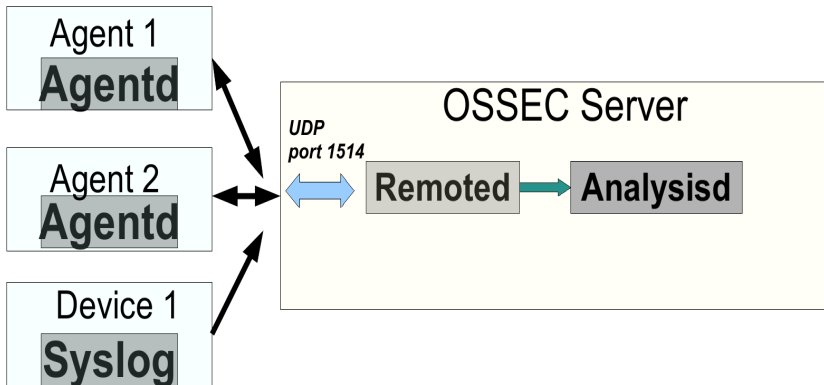 Agent 1
Agentd
OSSEC Server
UDP
port 1514
Remoted
Analysisd
Agent 2
Agentd
Device 1
Syslog